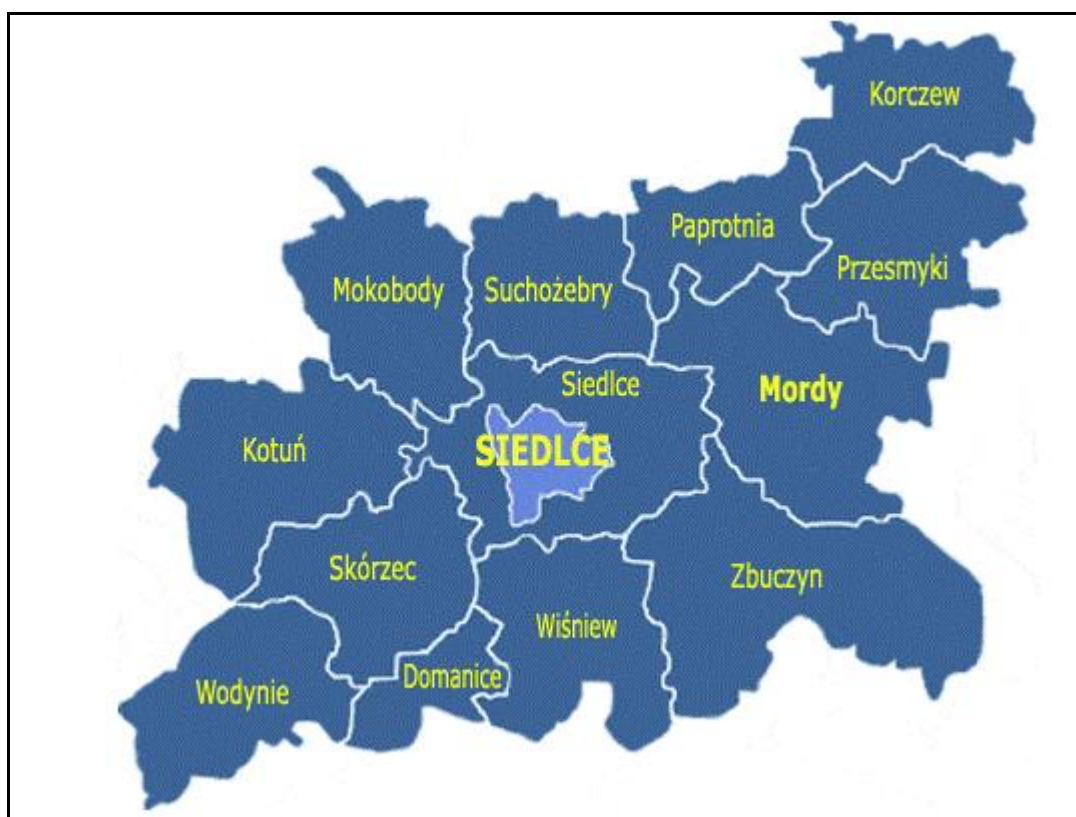 Korczew
Paprotnia
Przesmyki
Mokobody
Suchożebry
Siedlce
Mordy
Kotuń
SIEDLCE
Skórzec
Zbuczyn
Wiśniew
Domanice
Wodynie